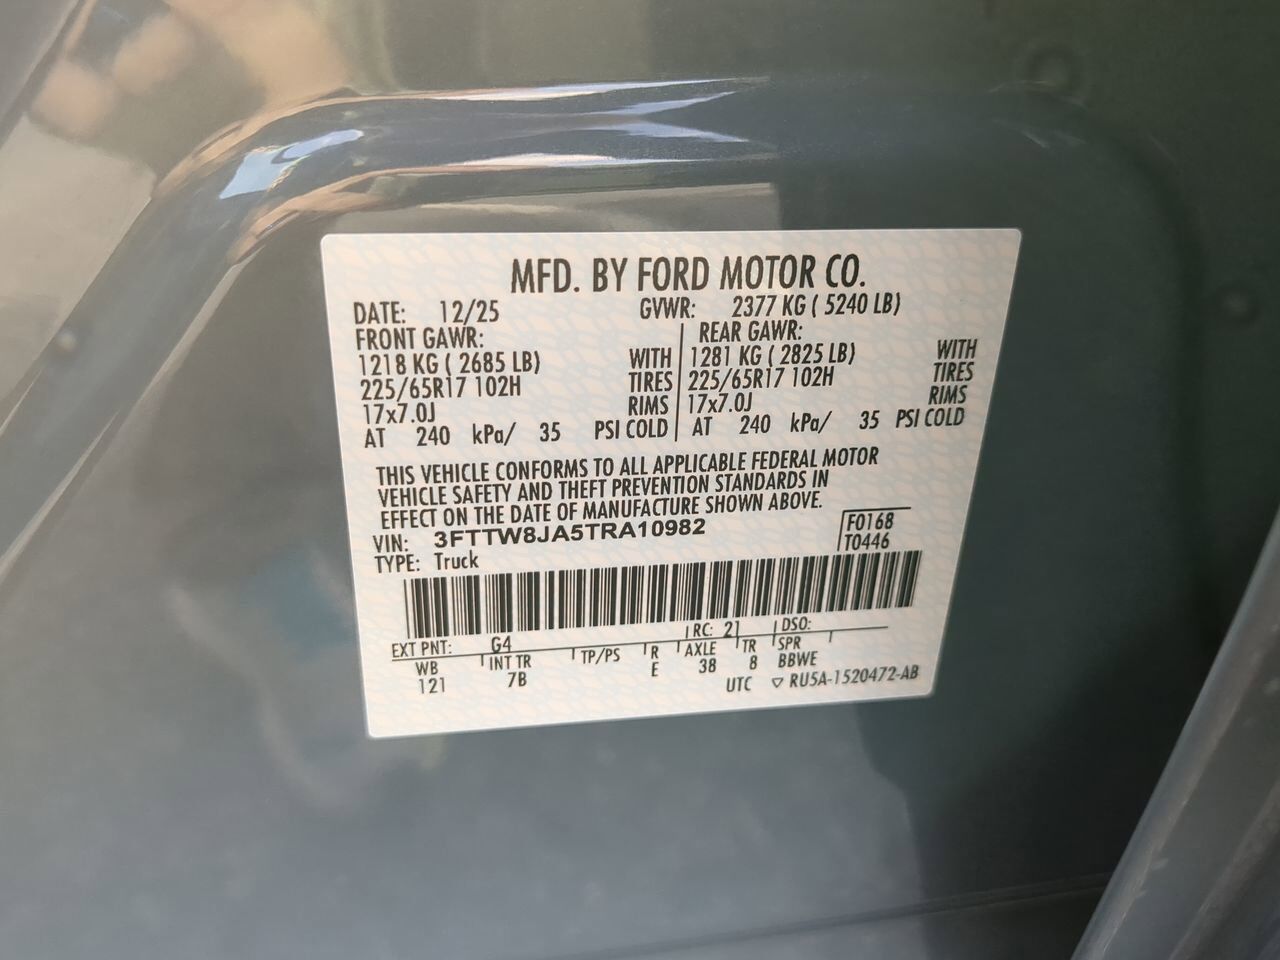 MFD. BY FORD MOTOR CO.
DATE: 12/25 GVWR: 2377 KG ( 5240 LB)
FRONT GAWR: REAR GAWR:
1218 KG ( 2685 LB) WITH 1281 KG ( 2825 LB) WITH
225/65R17 102H TIRES 225/65R17 102H TIRES
17x7.0J RIMS 17x7.0J RIMS
AT 240 kPa/ 35 PSI COLD AT 240 kPa/ 35 PSI COLD
THIS VEHICLE CONFORMS TO ALL APPLICABLE FEDERAL MOTOR
VEHICLE SAFETY AND THEFT PREVENTION STANDARDS IN
EFFECT ON THE DATE OF MANUFACTURE SHOWN ABOVE.
VIN: 3FTTW8JA5TRA10982 F0168
TYPE: Truck T0446
EXT PNT: G4 RC: 21 DSO:
WB INT TR TP/PS R AXLE TR SPR
121 7B E 38 8 BBWE
UTC ▽ RU5A-1520472-AB